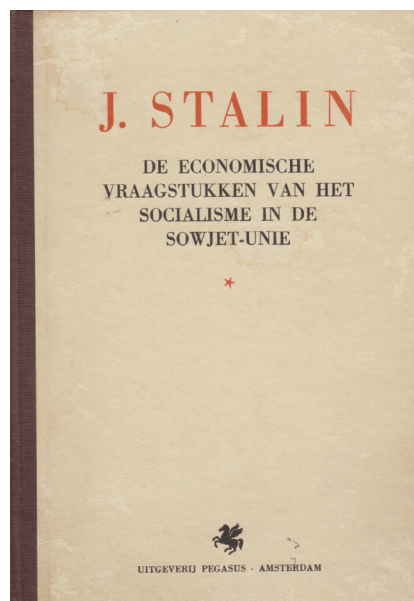 J. STALIN
DE ECONOMISCHE
VRAAGSTUKKEN VAN HET
SOCIALISME IN DE
SOWJET-UNIE
UITGEVERIJ PEGASUS - AMSTERDAM